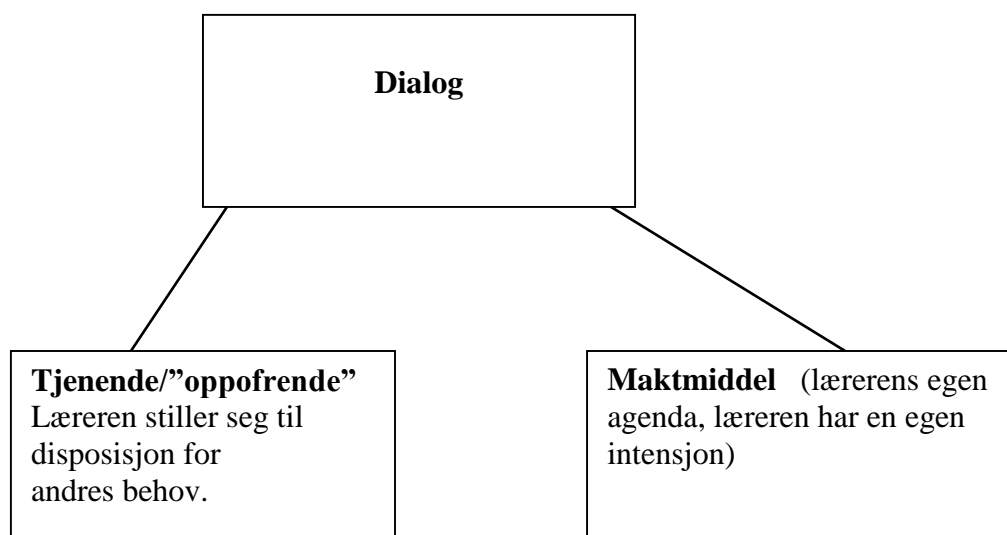 Dialog
Tjenende/”oppofrende”
Læreren stiller seg til
disposisjon for
andres behov.
Maktmiddel (lærerens egen
agenda, læreren har en egen
intensjon)